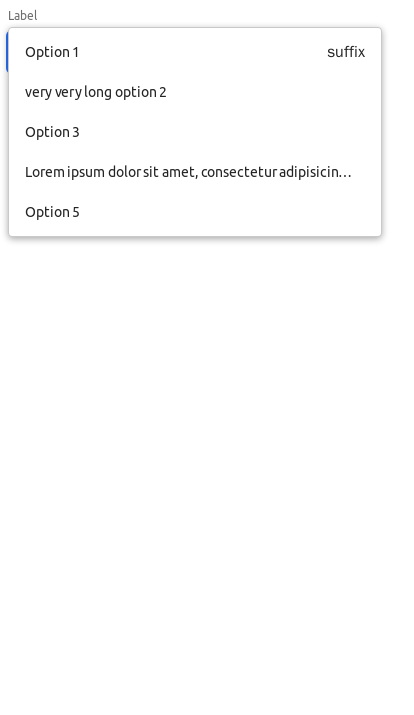 Label
Option 1 suffix
very very long option 2
Option 3
Lorem ipsum dolor sit amet, consectetur adipisicin…
Option 5